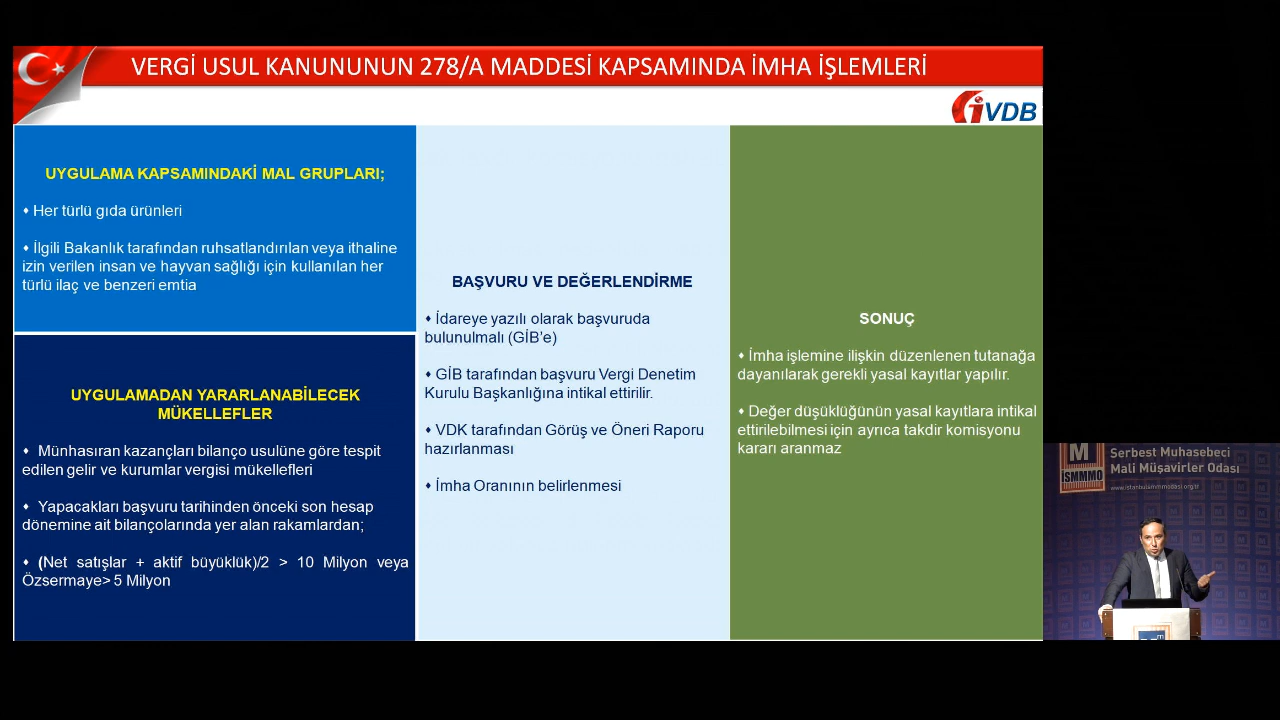 VERGİ USUL KANUNUNUN 278/A MADDESİ KAPSAMINDA İMHA İŞLEMLERİ
iVDB
UYGULAMA KAPSAMINDAKİ MAL GRUPLARI;
• Her türlü gıda ürünleri
• İlgili Bakanlık tarafından ruhsatlandırılan veya ithaline
izin verilen insan ve hayvan sağlığı için kullanılan her
türlü ilaç ve benzeri emtia
UYGULAMADAN YARARLANABİLECEK
MÜKELLEFLER
• Münhasıran kazançları bilanço usulüne göre tespit
edilen gelir ve kurumlar vergisi mükellefleri
• Yapacakları başvuru tarihinden önceki son hesap
dönemine ait bilançolarında yer alan rakamlardan;
• (Net satışlar + aktif büyüklük)/2 > 10 Milyon veya
Özsermaye> 5 Milyon
BAŞVURU VE DEĞERLENDİRME
• İdareye yazılı olarak başvuruda
bulunulmalı (GİB'e)
• GİB tarafından başvuru Vergi Denetim
Kurulu Başkanlığına intikal ettirilir.
• VDK tarafından Görüş ve Öneri Raporu
hazırlanması
• İmha Oranının belirlenmesi
SONUÇ
• İmha işlemine ilişkin düzenlenen tutanağa
dayanılarak gerekli yasal kayıtlar yapılır.
• Değer düşüklüğünün yasal kayıtlara intikal
ettirilebilmesi için ayrıca takdir komisyonu
kararı aranmaz
M
İSMMMO
Serbest Muhasebeci
Mali Müşavirler Odası
www.istanbulsmmmodasi.org.tr